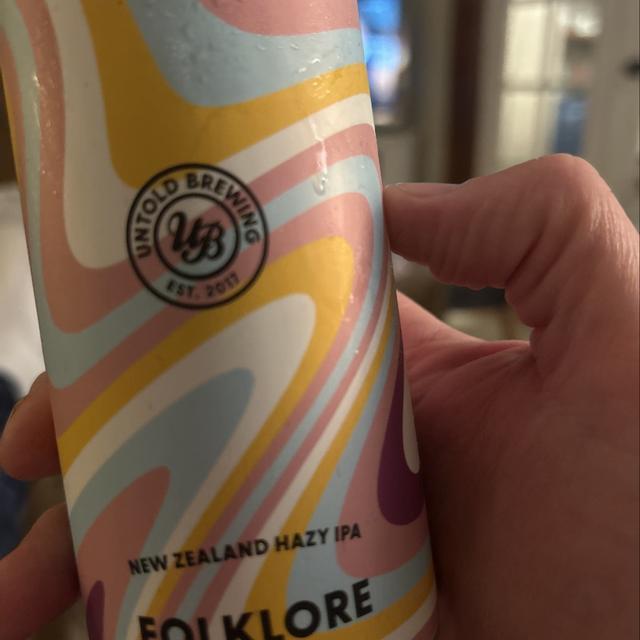 UNTOLD BREWING
UB
EST. 2017
NEW ZEALAND HAZY IPA
FOLKLORE